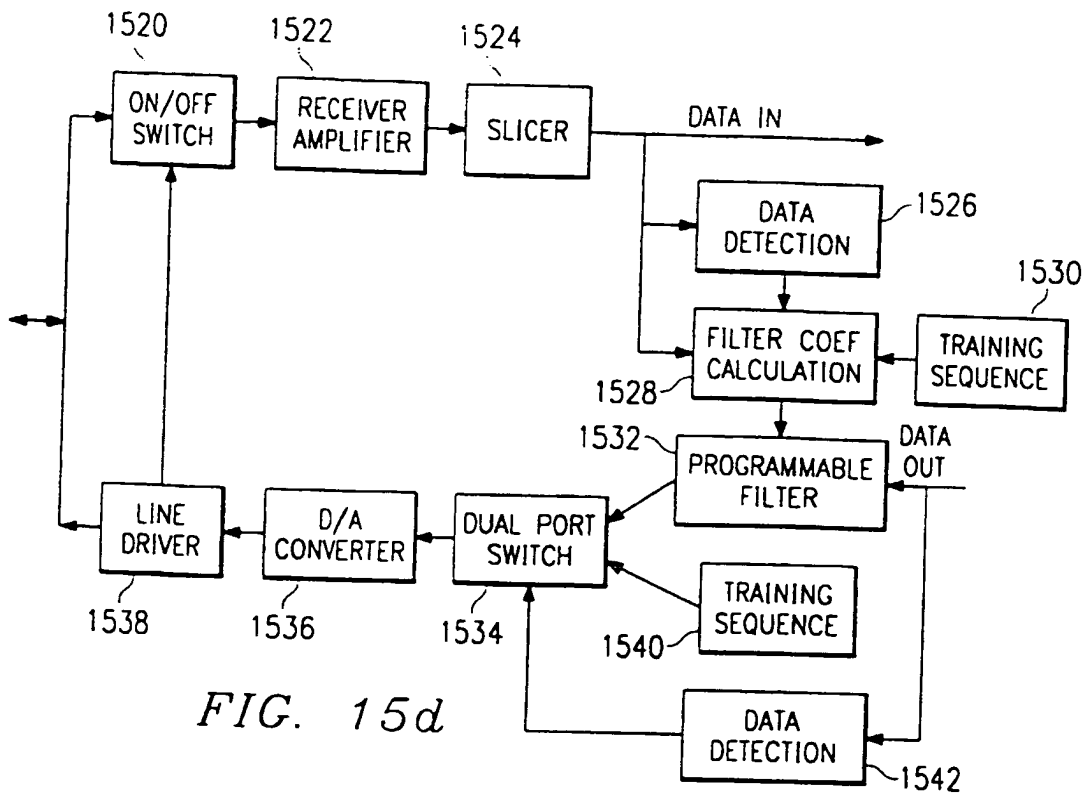 1520
1522
1524
ON/OFF
SWITCH
RECEIVER
AMPLIFIER
SLICER
DATA IN
DATA
DETECTION
1526
1530
FILTER COEF
CALCULATION
TRAINING
SEQUENCE
1528
1532
DATA
OUT
PROGRAMMABLE
FILTER
LINE
DRIVER
D/A
CONVERTER
DUAL PORT
SWITCH
TRAINING
SEQUENCE
1538
1536
1534
1540
FIG. 15d
DATA
DETECTION
1542